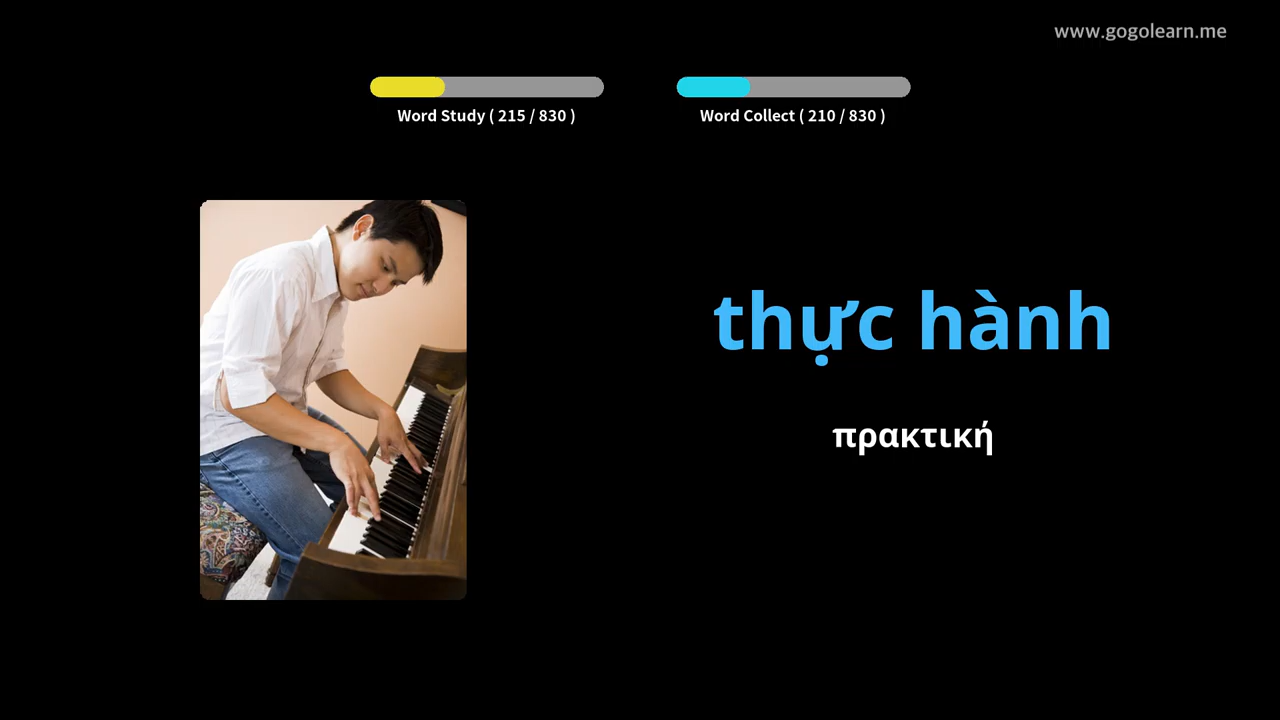 www.gogolearn.me
Word Study ( 215 / 830 )
Word Collect ( 210 / 830 )
thực hành
πρακτική